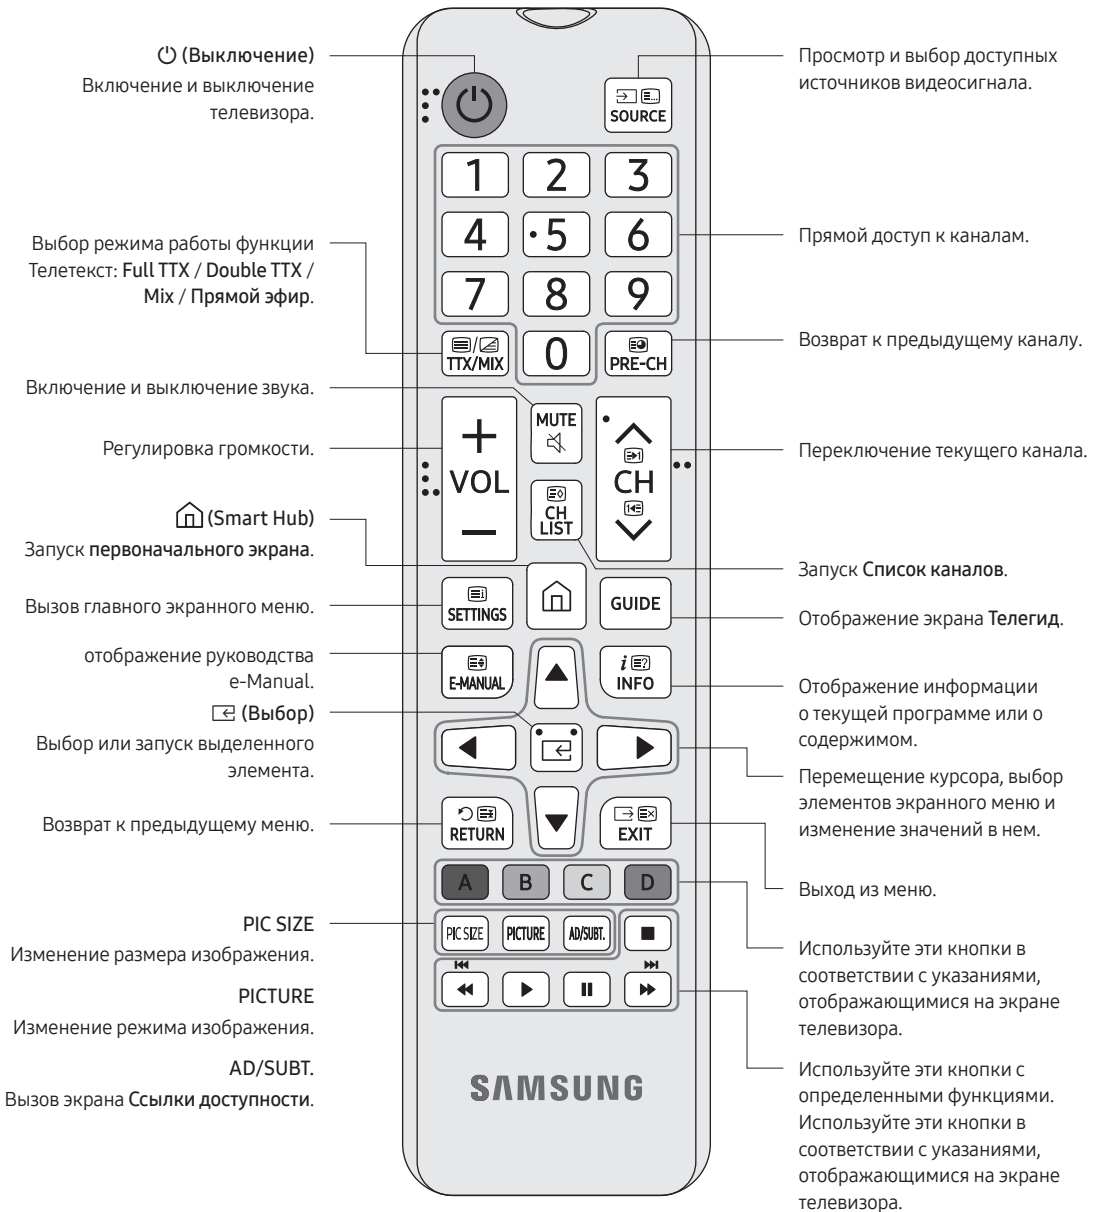 (Выключение)
Включение и выключение
телевизора.
Выбор режима работы функции
Телетекст: Full TTX / Double TTX /
Mix / Прямой эфир.
Включение и выключение звука.
Регулировка громкости.
(Smart Hub)
Запуск первоначального экрана.
Вызов главного экранного меню.
отображение руководства
e-Manual.
(Выбор)
Выбор или запуск выделенного
элемента.
Возврат к предыдущему меню.
PIC SIZE
Изменение размера изображения.
PICTURE
Изменение режима изображения.
AD/SUBT.
Вызов экрана Ссылки доступности.
SOURCE
1 2 3
4 5 6
7 8 9
TTX/MIX 0 PRE-CH
MUTE
VOL
CH
CH
LIST
SETTINGS
GUIDE
E-MANUAL
INFO
RETURN
EXIT
A B C D
PIC SIZE PICTURE AD/SUBT.
SAMSUNG
Просмотр и выбор доступных
источников видеосигнала.
Прямой доступ к каналам.
Возврат к предыдущему каналу.
Переключение текущего канала.
Запуск Список каналов.
Отображение экрана Телегид.
Отображение информации
о текущей программе или о
содержимом.
Перемещение курсора, выбор
элементов экранного меню и
изменение значений в нем.
Выход из меню.
Используйте эти кнопки в
соответствии с указаниями,
отображающимися на экране
телевизора.
Используйте эти кнопки с
определенными функциями.
Используйте эти кнопки в
соответствии с указаниями,
отображающимися на экране
телевизора.